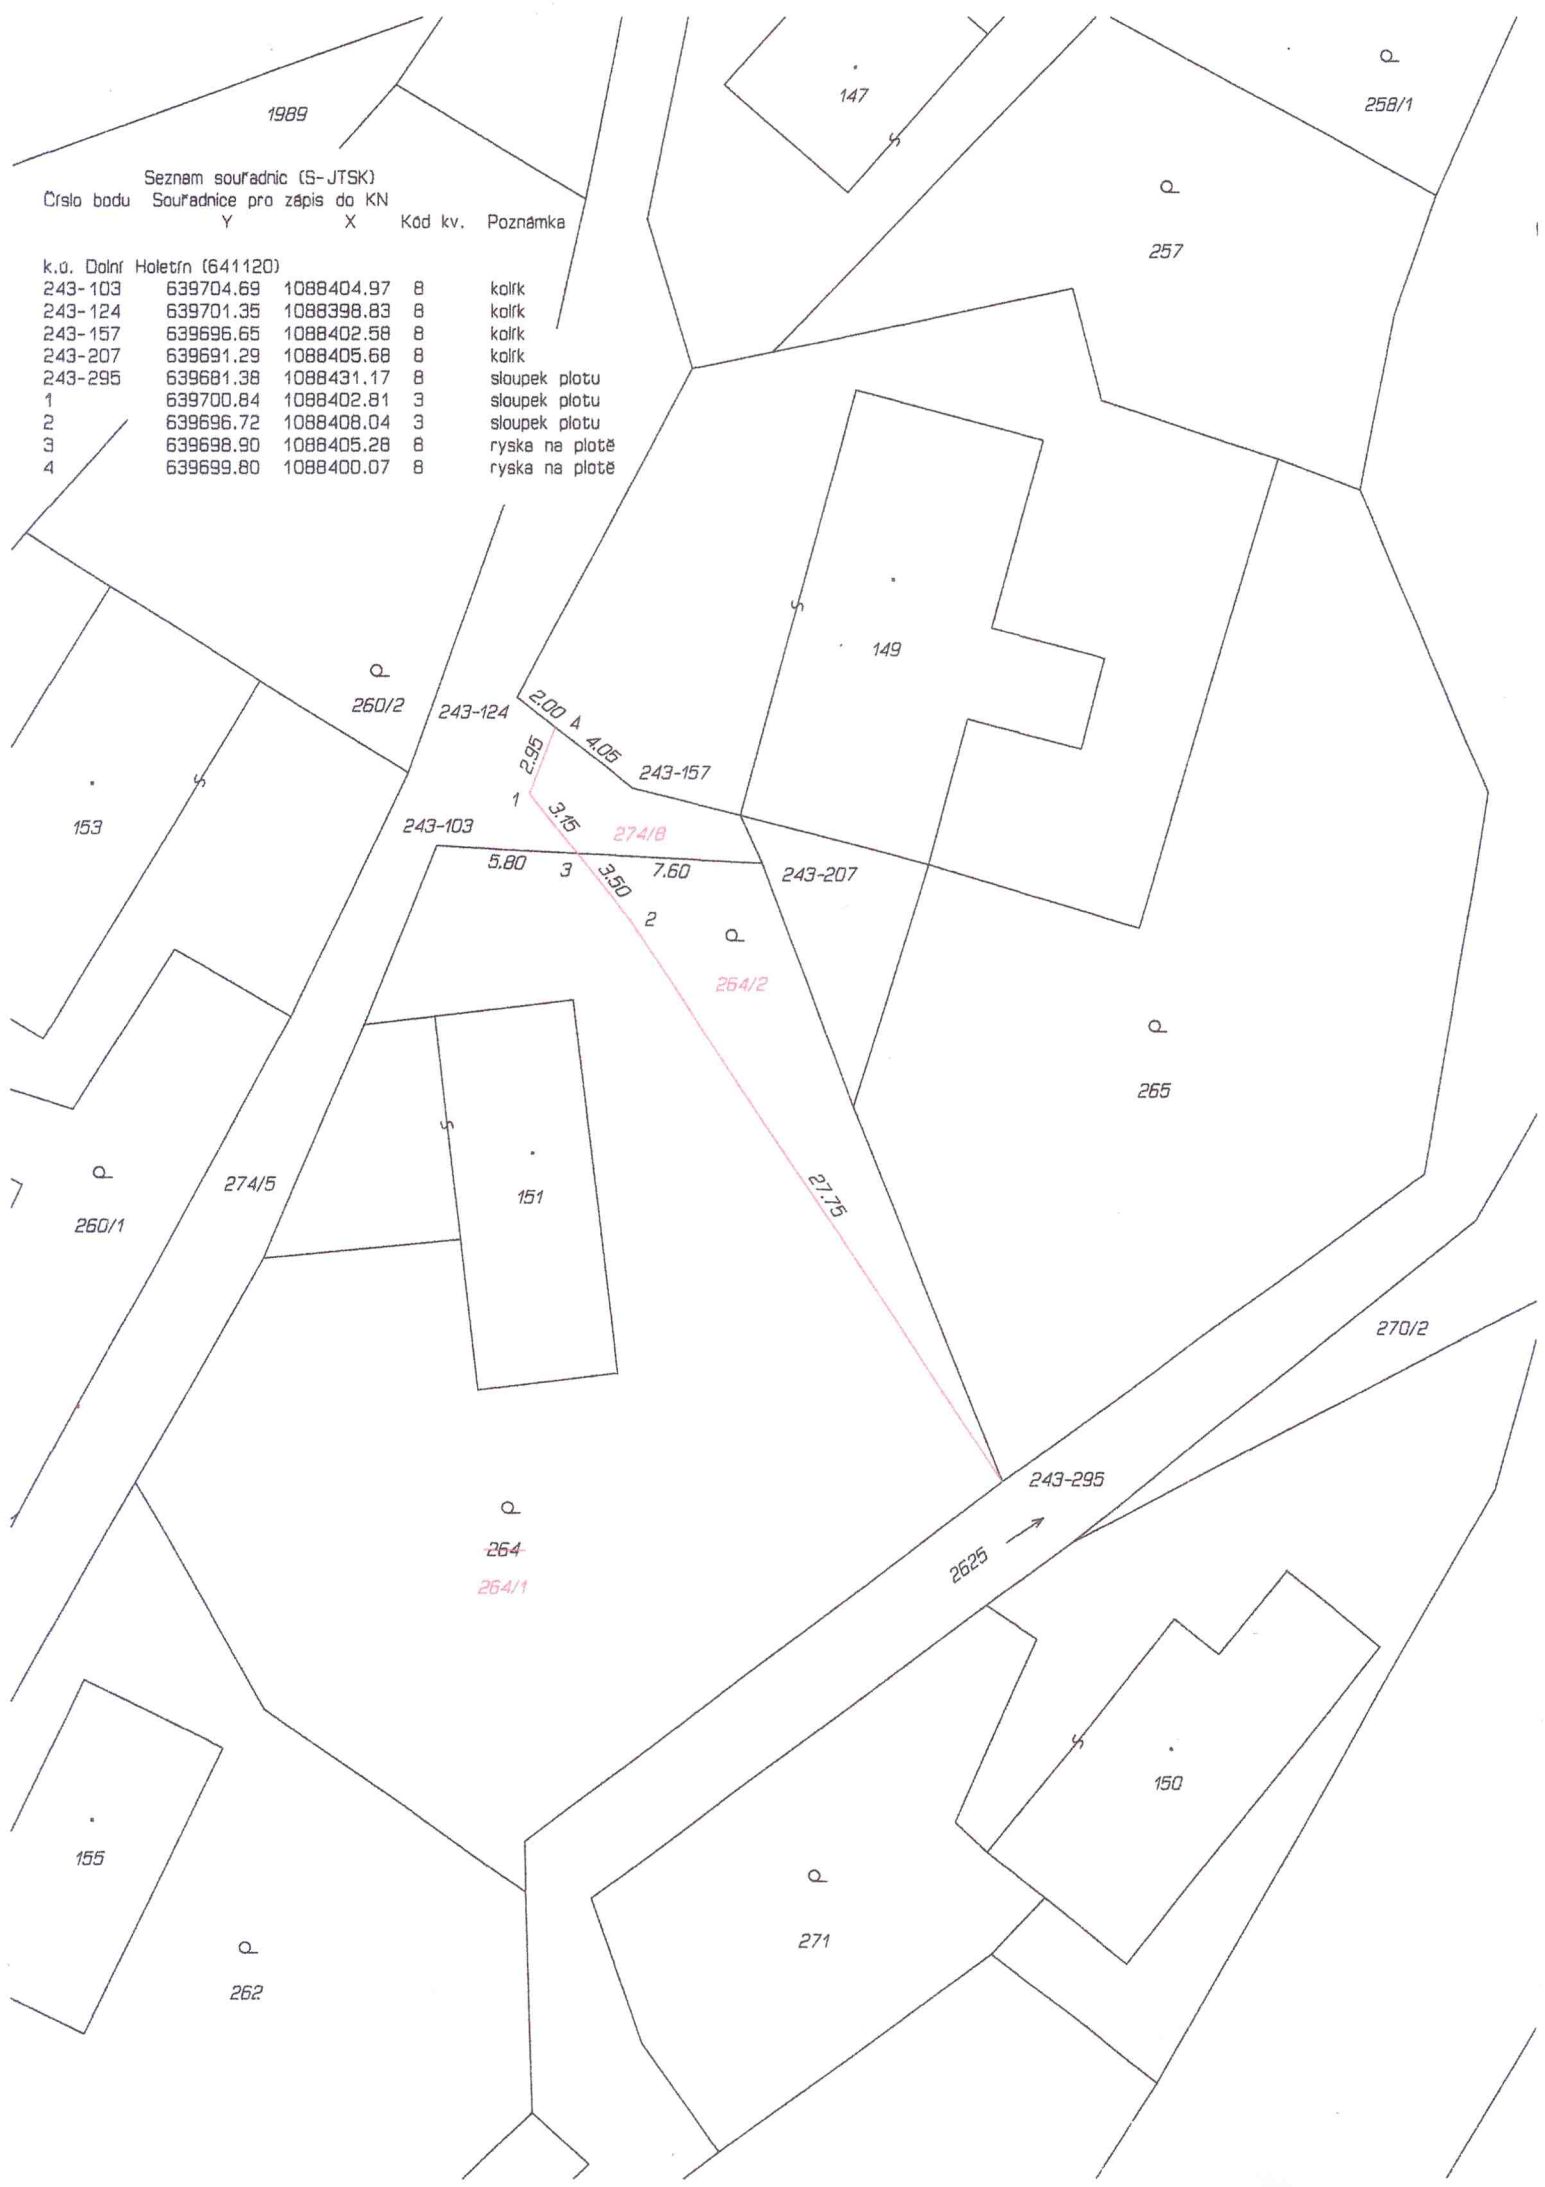 147
258/1
1989
Seznam souřadnic (S-JTSK)
Číslo bodu Souřadnice pro zápis do KN
Y X Kód kv. Poznámka
257
k.ú. Dolní Holetín (641120)
243-103 639704.69 1088404.97 8 kolík
243-124 639701.35 1088398.83 8 kolík
243-157 639696.65 1088402.58 8 kolík
243-207 639691.29 1088405.68 8 kolík
243-295 639681.38 1088431.17 8 sloupek plotu
1 639700.84 1088402.81 3 sloupek plotu
2 639696.72 1088408.04 3 sloupek plotu
3 639698.90 1088405.28 8 ryska na plotě
4 639699.80 1088400.07 8 ryska na plotě
149
260/2
243-124
2.00
4
4.05
2.95
243-157
1
3.15
153
243-103
274/8
5.80
3
3.50
7.60
243-207
2
264/2
265
274/5
151
27.75
260/1
270/2
243-295
264
2625
264/1
150
155
271
262